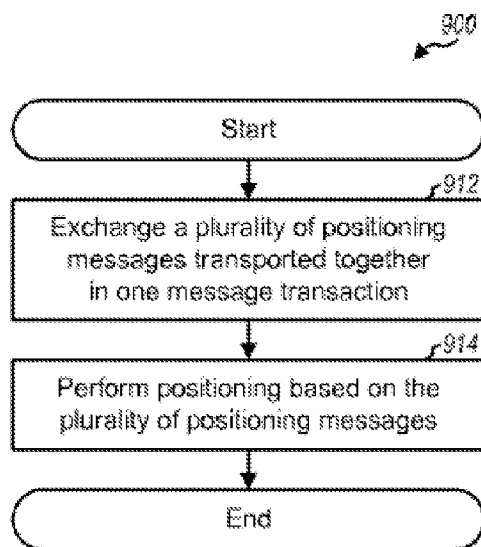 900
Start
912
Exchange a plurality of positioning
messages transported together
in one message transaction
914
Perform positioning based on the
plurality of positioning messages
End